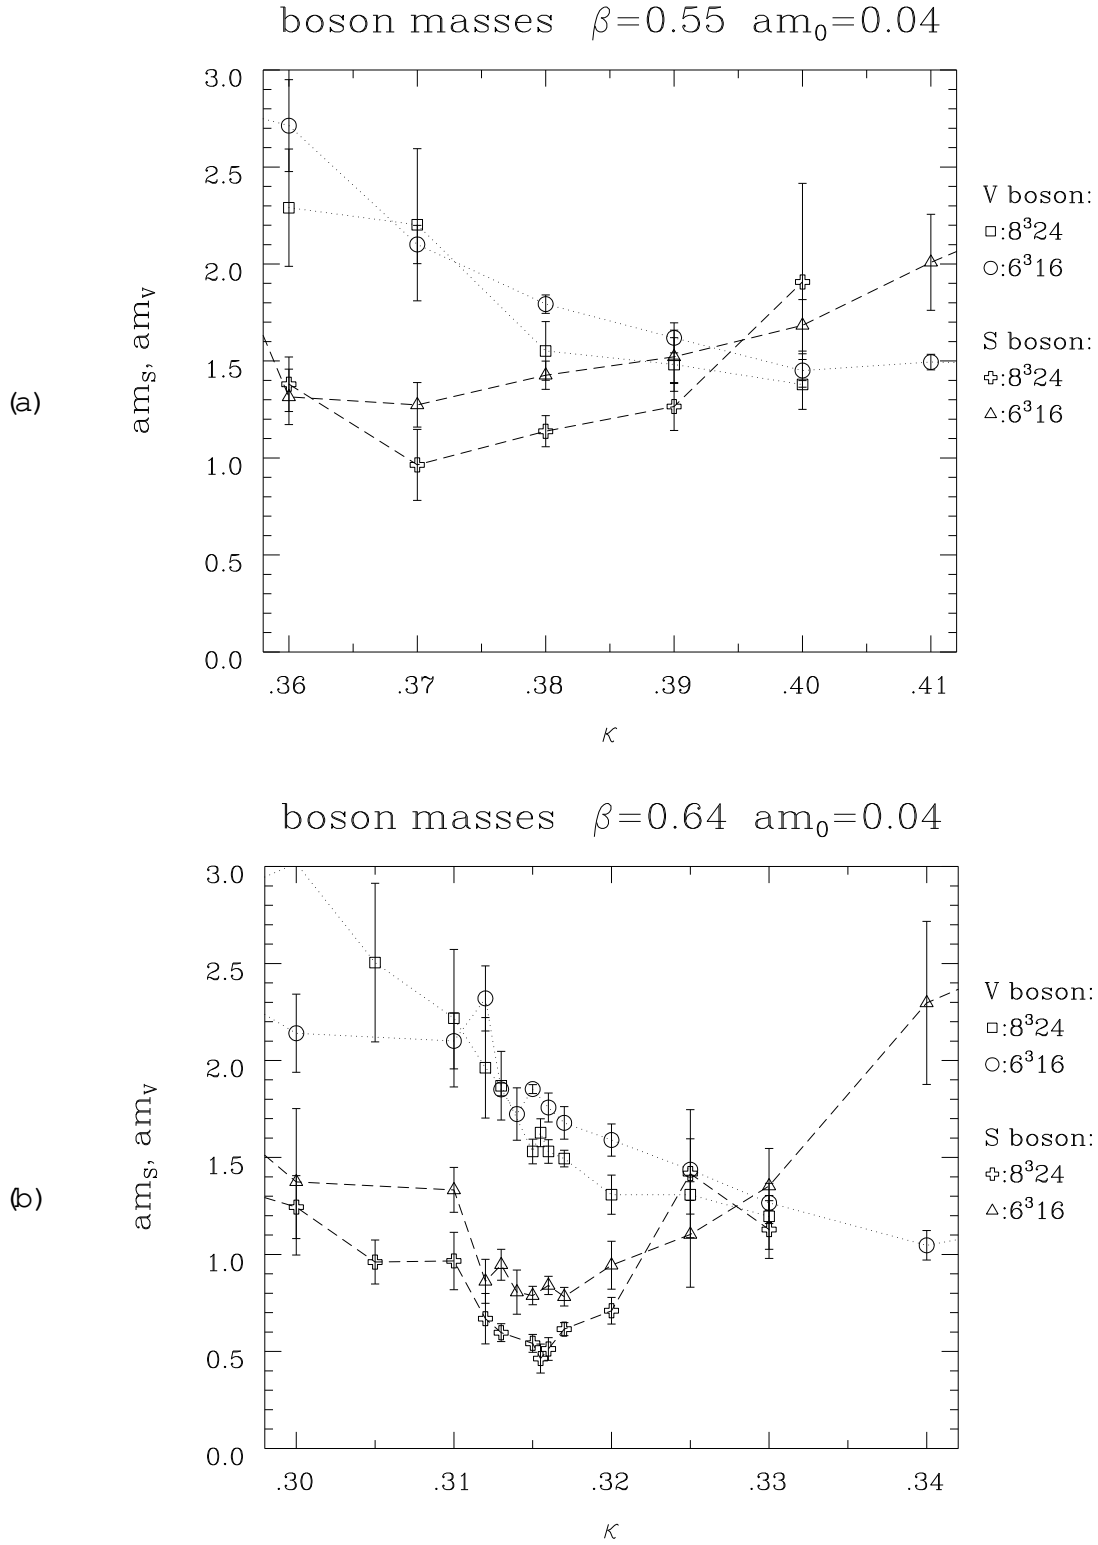 boson masses β=0.55 am₀=0.04
3.0
2.5
2.0
1.5
1.0
0.5
0.0
am_S, am_V
(a)
.36 .37 .38 .39 .40 .41
κ
V boson:
□:8³24
○:6³16
S boson:
✚:8³24
△:6³16
boson masses β=0.64 am₀=0.04
3.0
2.5
2.0
1.5
1.0
0.5
0.0
am_S, am_V
(b)
.30 .31 .32 .33 .34
κ
V boson:
□:8³24
○:6³16
S boson:
✚:8³24
△:6³16